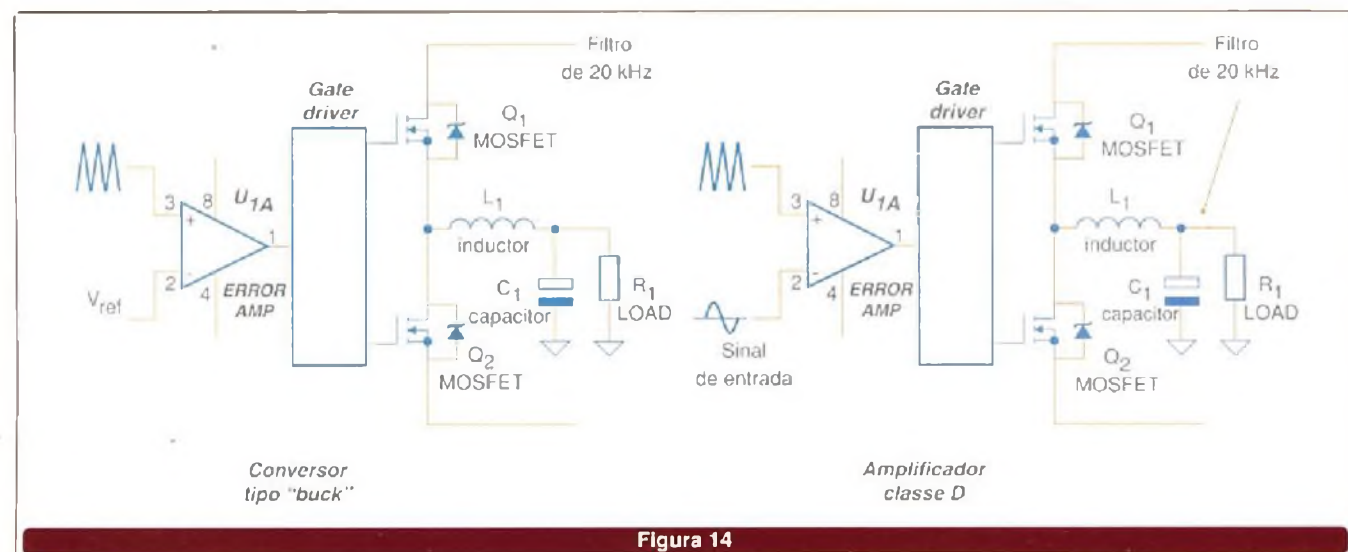 Filtro
de 20 kHz
Gate
driver
Q1
MOSFET
3
8
U1A
+
1
L1
inductor
2
-
4
ERROR
AMP
Vref
C1
capacitor
R1
LOAD
Q2
MOSFET
Conversor
tipo "buck"
Filtro
de 20 kHz
Gate
driver
Q1
MOSFET
3
8
U1A
+
1
L1
inductor
2
-
4
ERROR
AMP
Sinal
de entrada
C1
capacitor
R1
LOAD
Q2
MOSFET
Amplificador
classe D
Figura 14